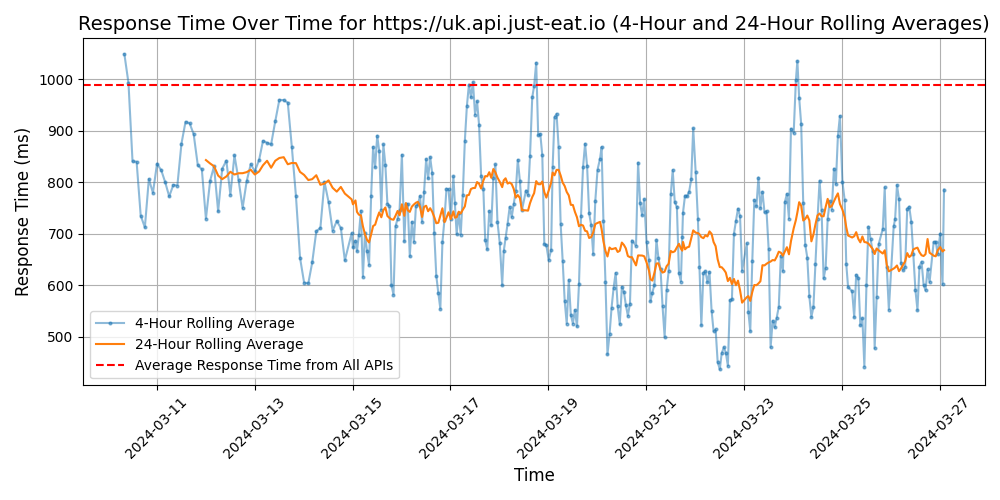 Response Time Over Time for https://uk.api.just-eat.io (4-Hour and 24-Hour Rolling Averages)
Response Time (ms)
1000
900
800
700
600
500
4-Hour Rolling Average
24-Hour Rolling Average
Average Response Time from All APIs
2024-03-11
2024-03-13
2024-03-15
2024-03-17
2024-03-19
2024-03-21
2024-03-23
2024-03-25
2024-03-27
Time